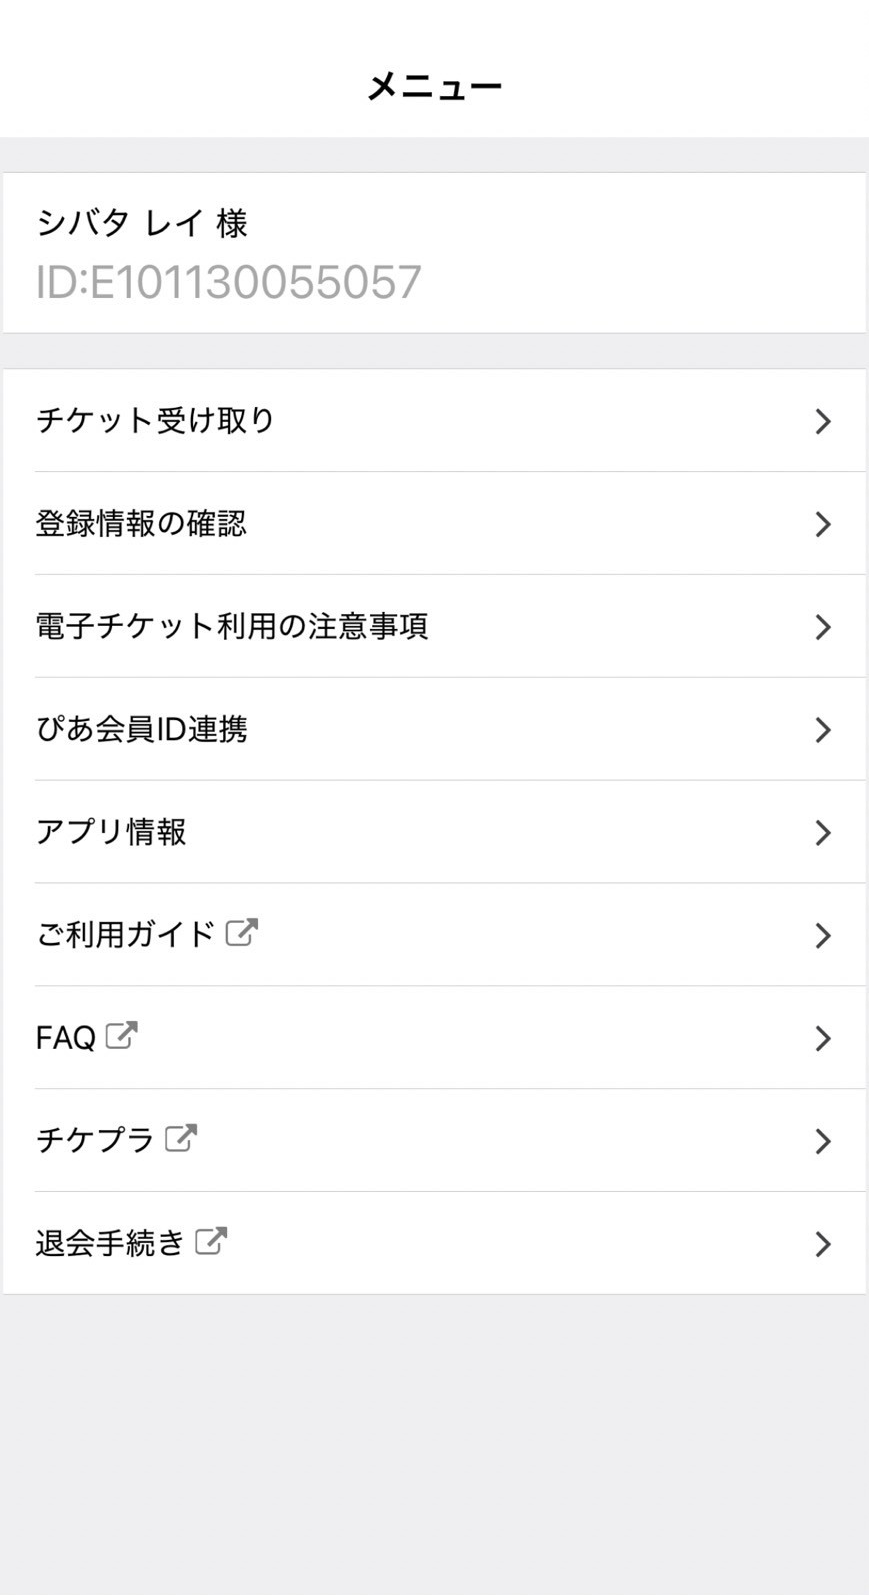 メニュー
シバタ レイ 様
ID:E101130055057
チケット受け取り
登録情報の確認
電子チケット利用の注意事項
ぴあ会員ID連携
アプリ情報
ご利用ガイド
FAQ
チケプラ
退会手続き